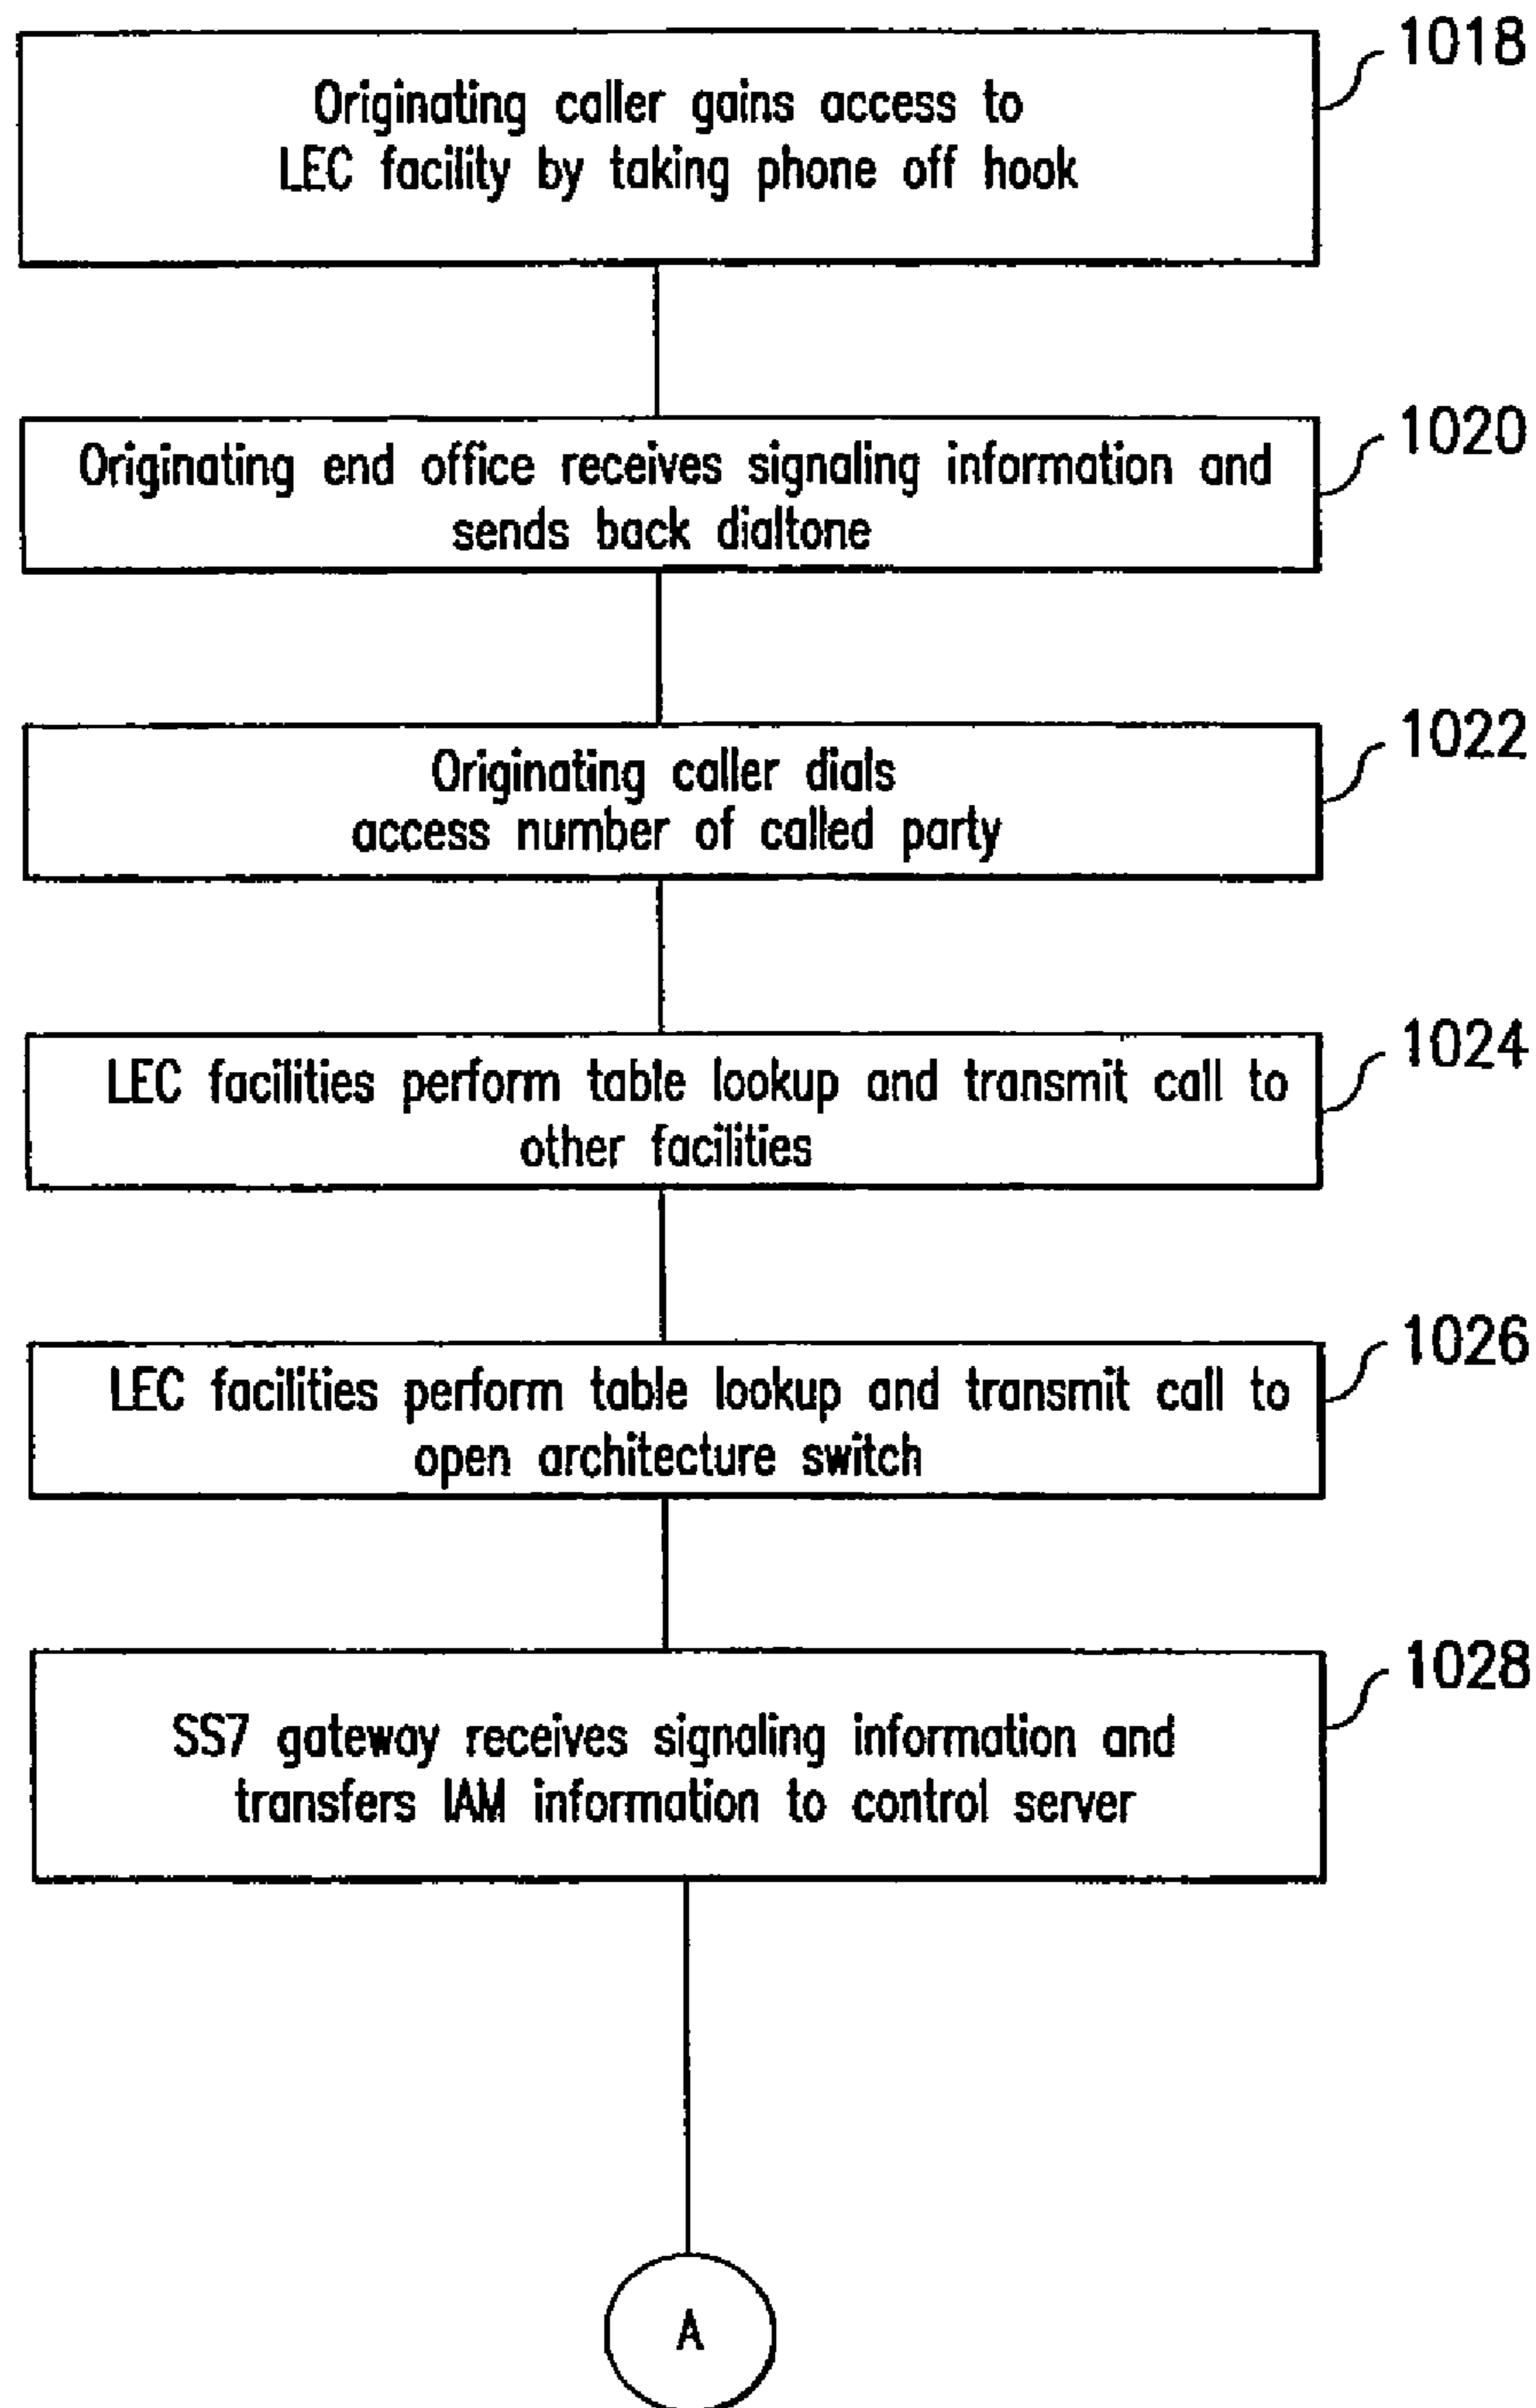 1018
Originating caller gains access to
LEC facility by taking phone off hook
1020
Originating end office receives signaling information and
sends back dialtone
1022
Originating caller dials
access number of called party
1024
LEC facilities perform table lookup and transmit call to
other facilities
1026
LEC facilities perform table lookup and transmit call to
open architecture switch
1028
SS7 gateway receives signaling information and
transfers IAM information to control server
A